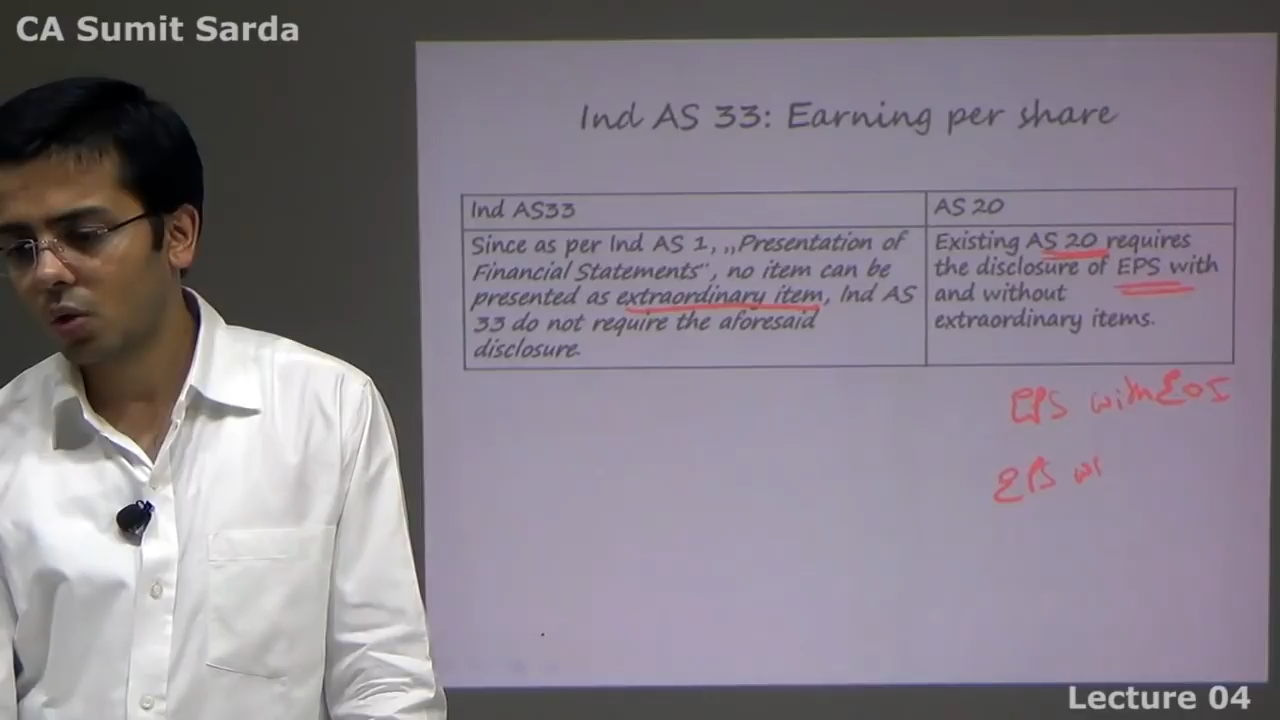 CA Sumit Sarda
Ind AS 33: Earning per share
Ind AS33
AS 20
Since as per Ind AS 1, „Presentation of
Financial Statements‟, no item can be
presented as extraordinary item, Ind AS
33 do not require the aforesaid
disclosure.
Existing AS 20 requires
the disclosure of EPS with
and without
extraordinary items.
EPS with EOI
EPS wi
Lecture 04